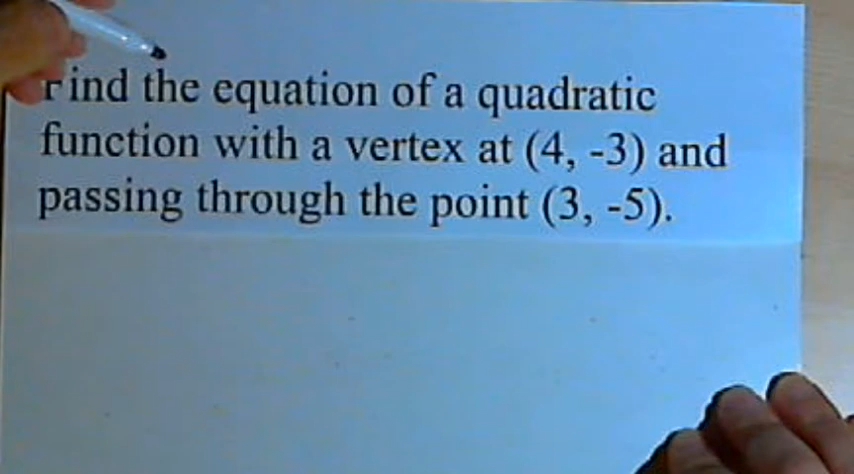 Find the equation of a quadratic
function with a vertex at (4, -3) and
passing through the point (3, -5).